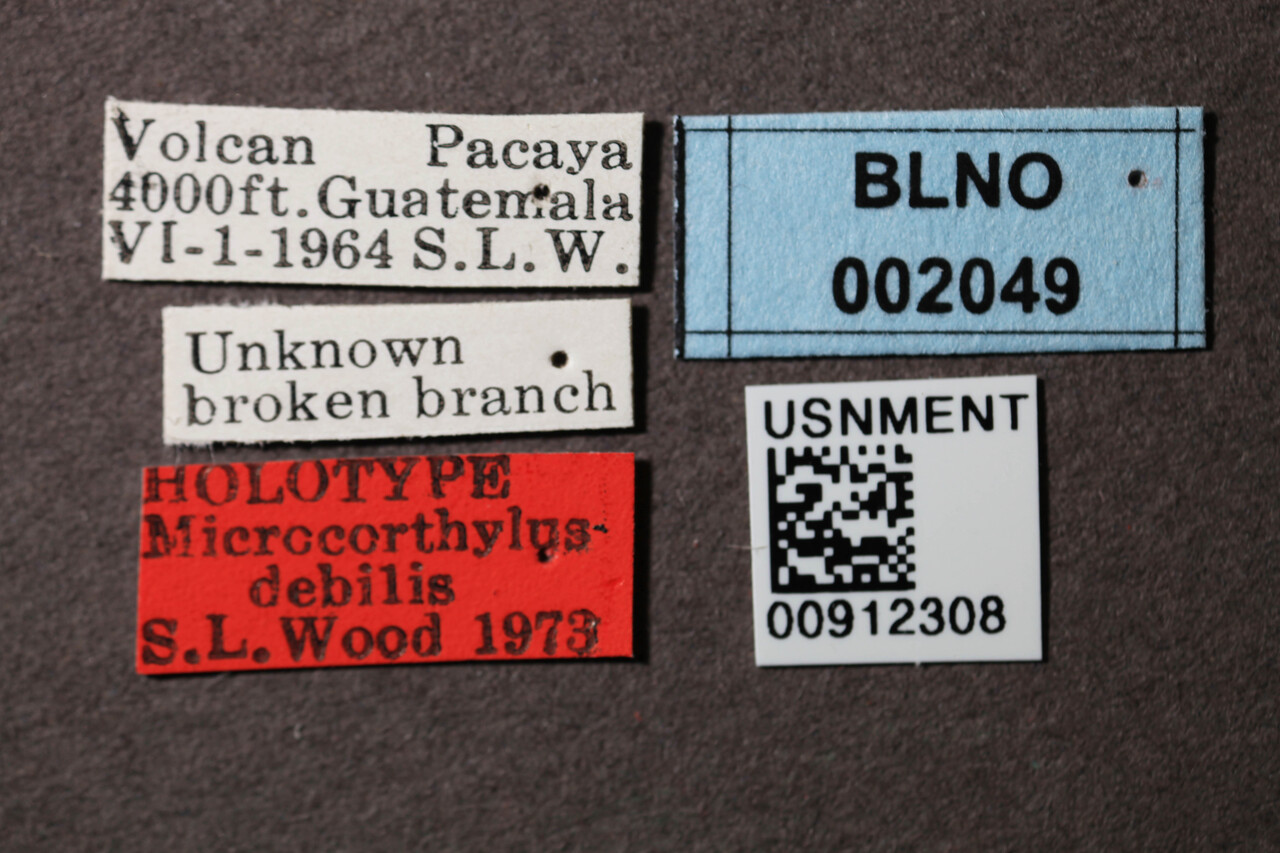 Volcan Pacaya
4000ft. Guatemala
VI-1-1964 S.L.W.
Unknown
broken branch
HOLOTYPE
Microcorthylus-
debilis
S.L.Wood 1973
BLNO
002049
USNMENT
00912308